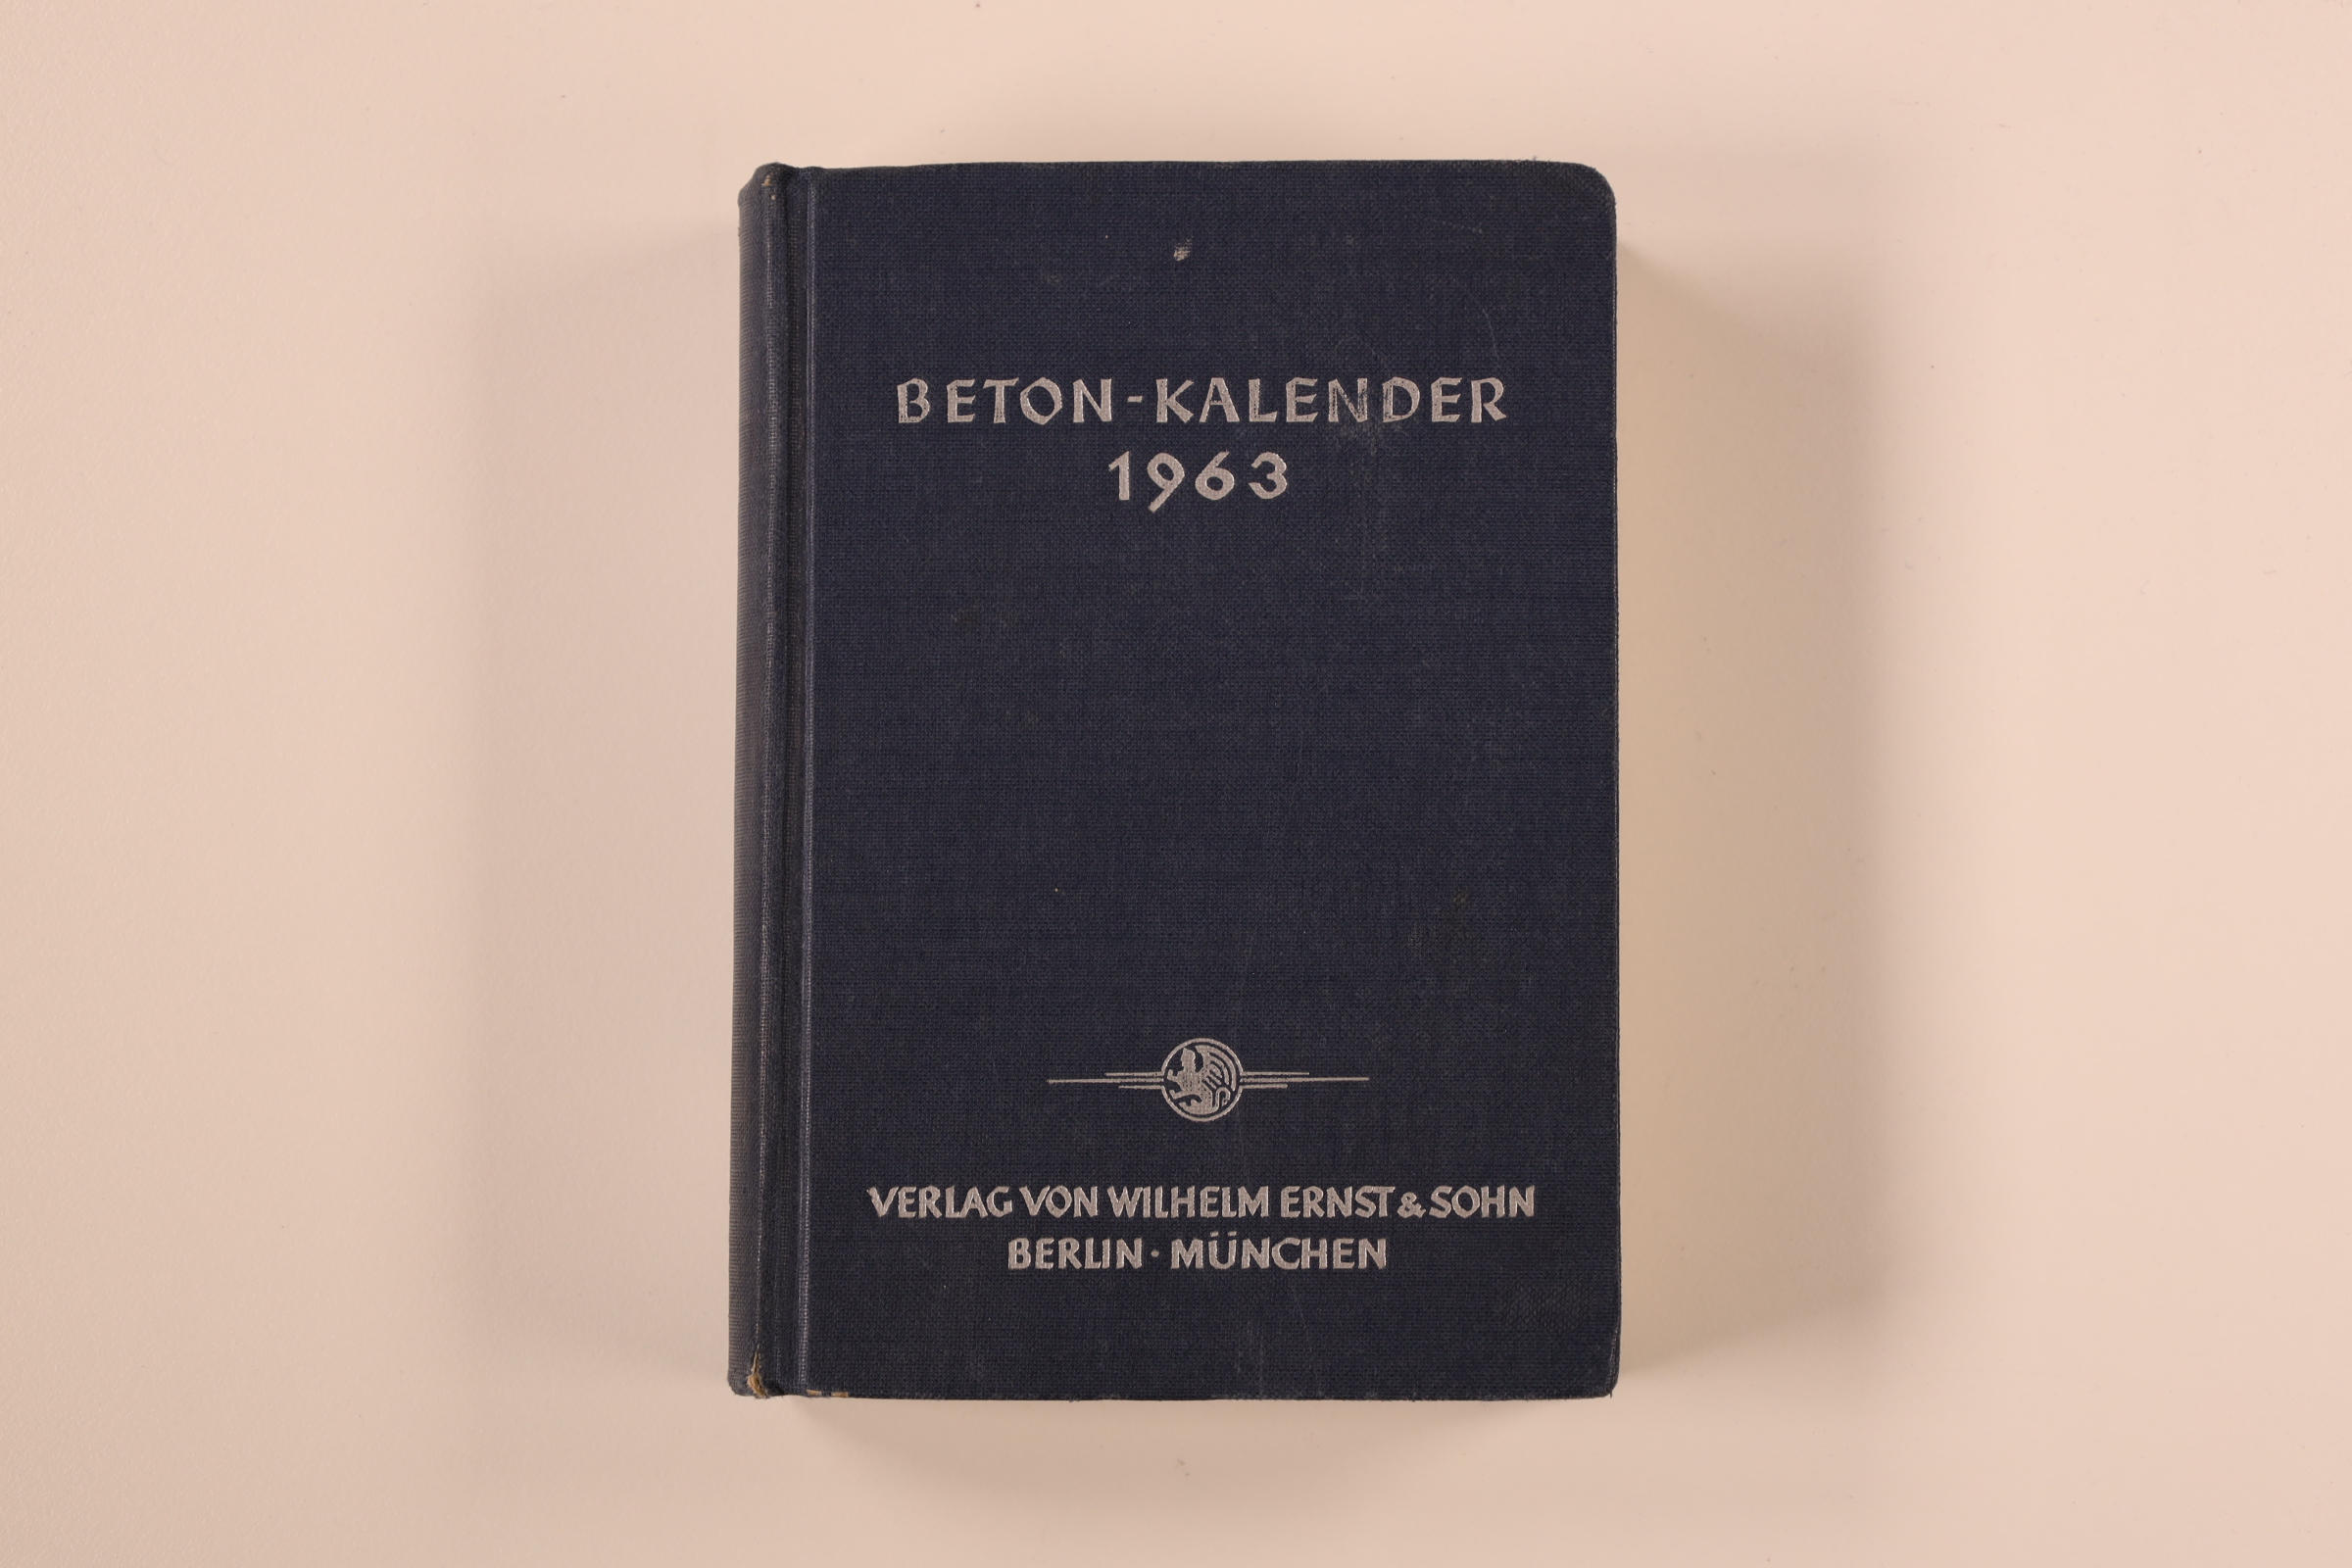 BETON-KALENDER
1963
VERLAG VON WILHELM ERNST & SOHN
BERLIN · MÜNCHEN